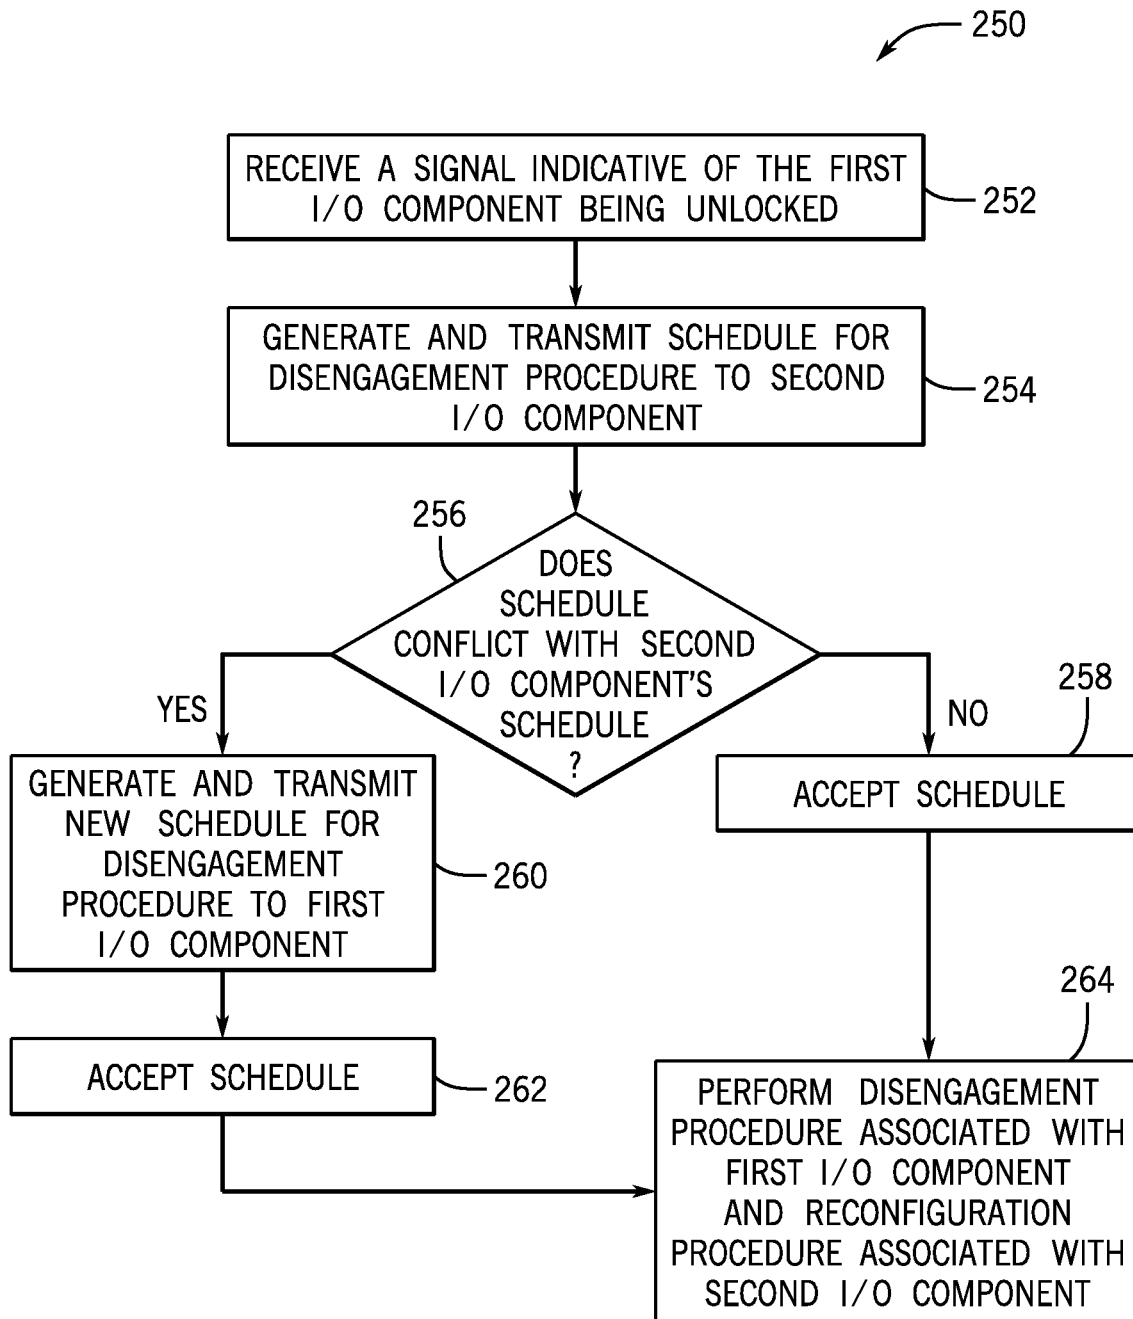 250
RECEIVE A SIGNAL INDICATIVE OF THE FIRST
I/O COMPONENT BEING UNLOCKED
252
GENERATE AND TRANSMIT SCHEDULE FOR
DISENGAGEMENT PROCEDURE TO SECOND
I/O COMPONENT
254
256
DOES
SCHEDULE
CONFLICT WITH SECOND
I/O COMPONENT'S
SCHEDULE
?
YES
NO
258
GENERATE AND TRANSMIT
NEW SCHEDULE FOR
DISENGAGEMENT
PROCEDURE TO FIRST
I/O COMPONENT
260
ACCEPT SCHEDULE
264
ACCEPT SCHEDULE
262
PERFORM DISENGAGEMENT
PROCEDURE ASSOCIATED WITH
FIRST I/O COMPONENT
AND RECONFIGURATION
PROCEDURE ASSOCIATED WITH
SECOND I/O COMPONENT